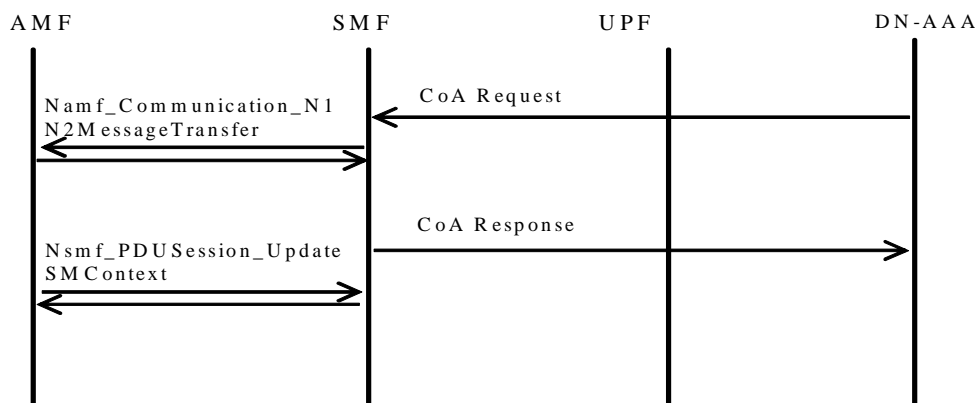 AMF
SMF
UPF
DN-AAA
CoA Request
Namf_Communication_N1
N2MessageTransfer
CoA Response
Nsmf_PDUSession_Update
SMContext